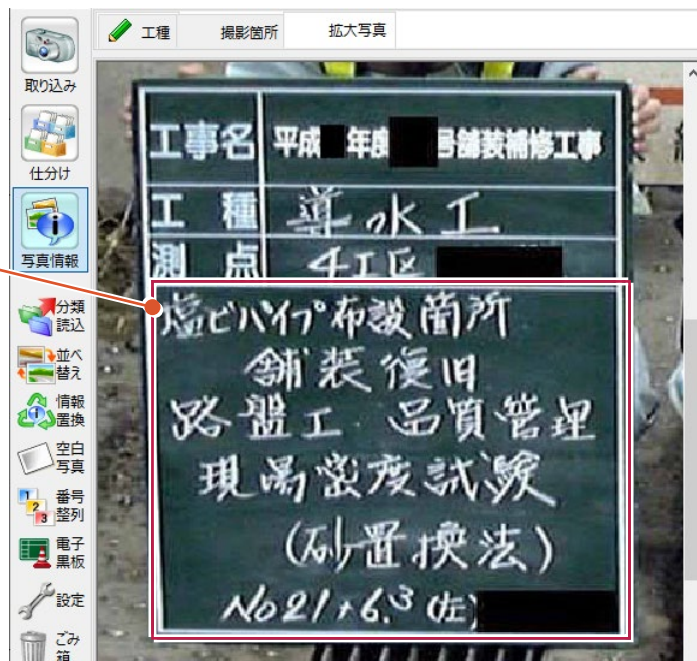 工種
撮影箇所
拡大写真
取り込み
仕分け
写真情報
分類
読込
並べ
替え
情報
置換
空白
写真
番号
整列
電子
黒板
設定
ごみ
箱
工事名 平成 年度 号舗装補修工事
工種 導水工
測点 4工区
塩ビパイプ布設箇所
舗装復旧
路盤工 品質管理
現場密度試験
(砂置換法)
No21+6.3(左)